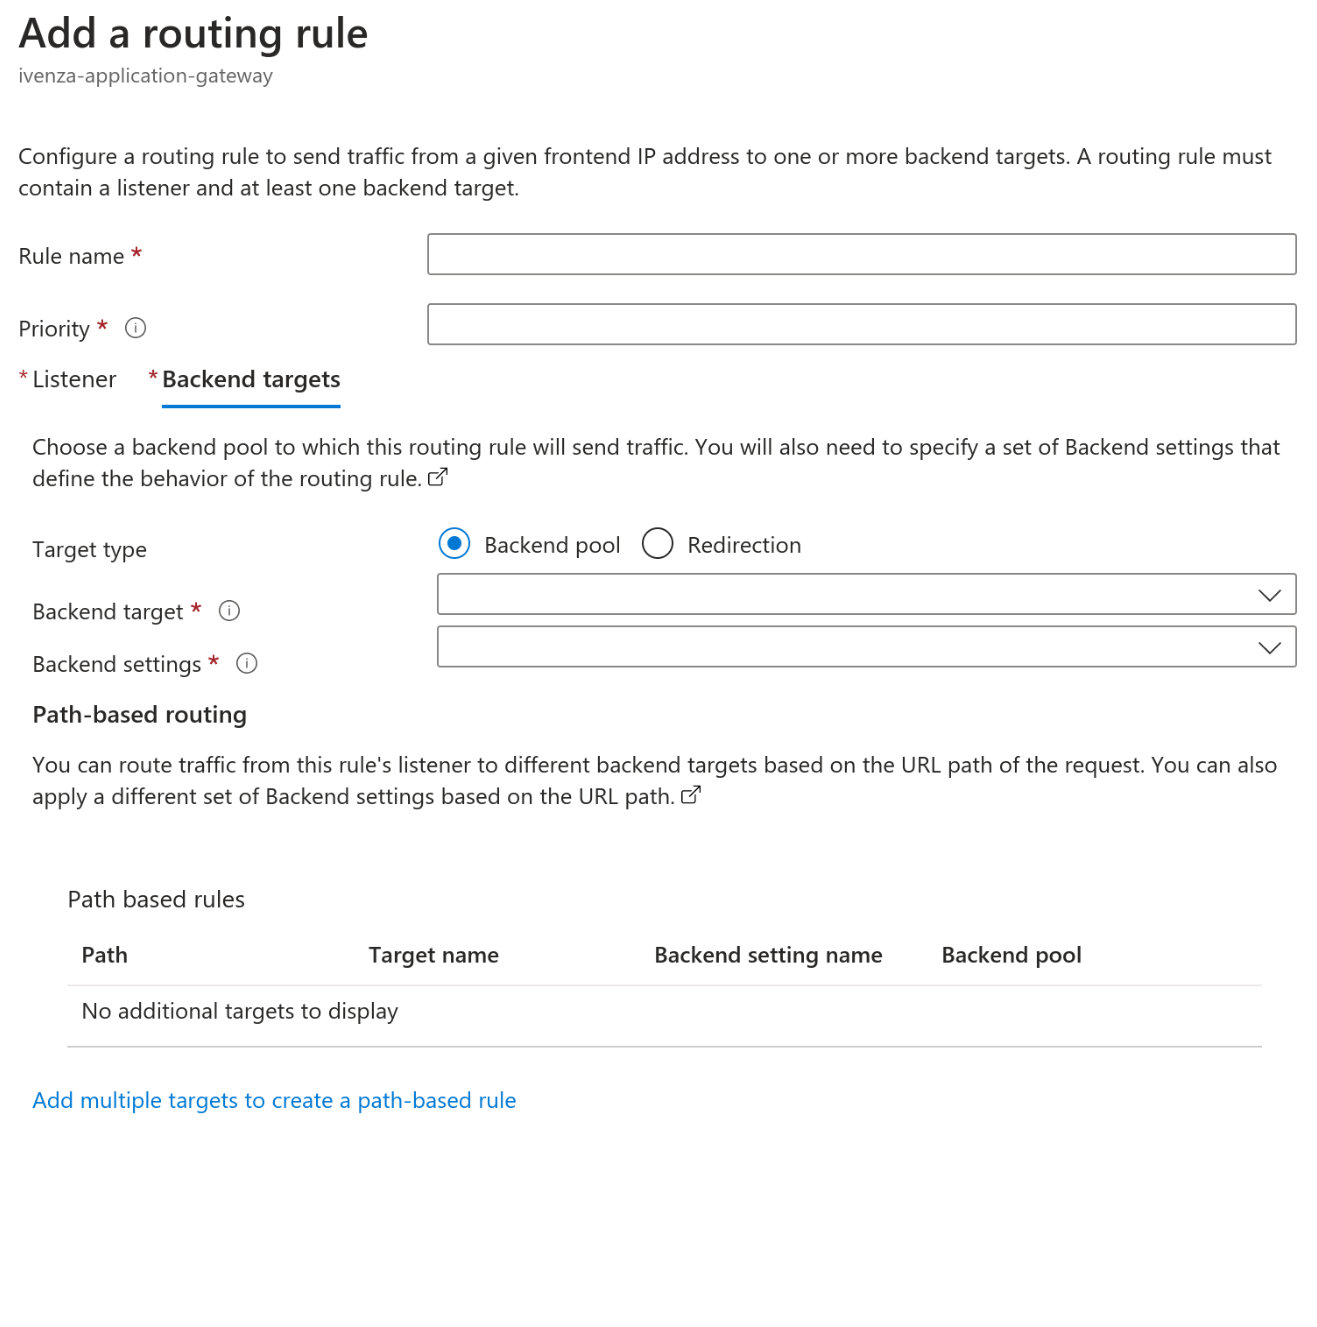 Add a routing rule
ivenza-application-gateway
Configure a routing rule to send traffic from a given frontend IP address to one or more backend targets. A routing rule must
contain a listener and at least one backend target.
Rule name *
Priority *
* Listener * Backend targets
Choose a backend pool to which this routing rule will send traffic. You will also need to specify a set of Backend settings that
define the behavior of the routing rule.
Target type Backend pool Redirection
Backend target *
Backend settings *
Path-based routing
You can route traffic from this rule's listener to different backend targets based on the URL path of the request. You can also
apply a different set of Backend settings based on the URL path.
Path based rules
Path Target name Backend setting name Backend pool
No additional targets to display
Add multiple targets to create a path-based rule